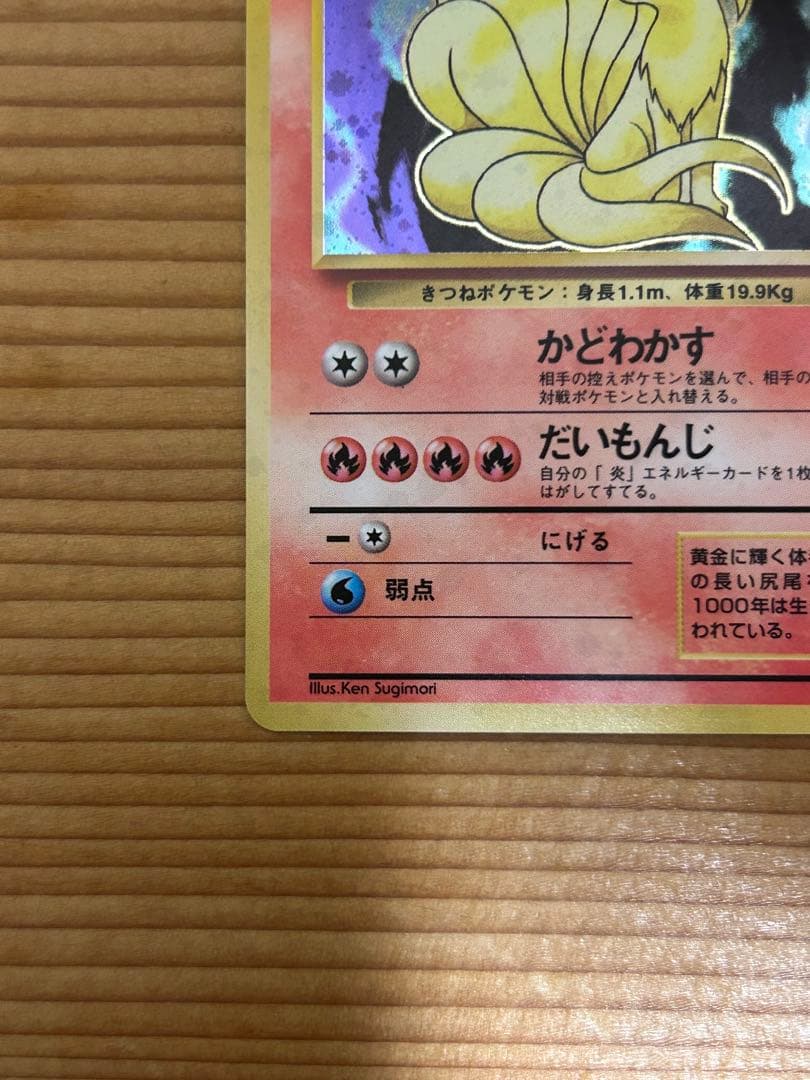 きつねポケモン：身長1.1m、体重19.9Kg
かどわかす
相手の控えポケモンを選んで、相手の
対戦ポケモンと入れ替える。
だいもんじ
自分の「炎」エネルギーカードを1枚
はがしてすてる。
にげる
弱点
黄金に輝く体
の長い尻尾
1000年は生
われている。
Illus.Ken Sugimori